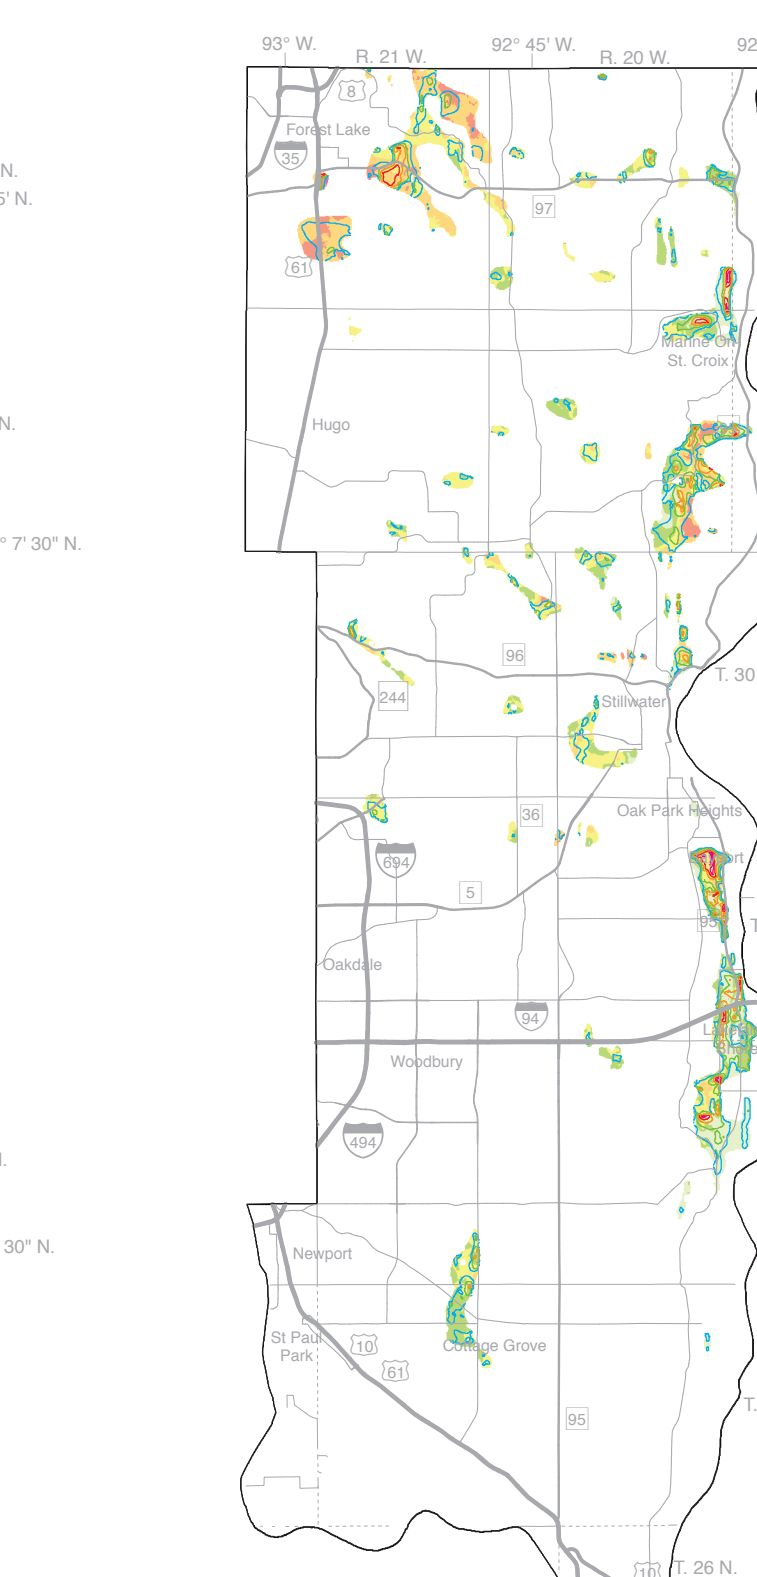 93° W.
92° 45' W.
92
R. 21 W.
R. 20 W.
8
Forest Lake
35
N.
5' N.
97
61
Marine On
St. Croix
N.
Hugo
° 7' 30" N.
96
T. 30
244
Stillwater
36
Oak Park Heights
694
5
95
Oakdale
94
Woodbury
494
30" N.
Newport
St Paul
Park
10
Cottage Grove
61
T.
95
10
T. 26 N.